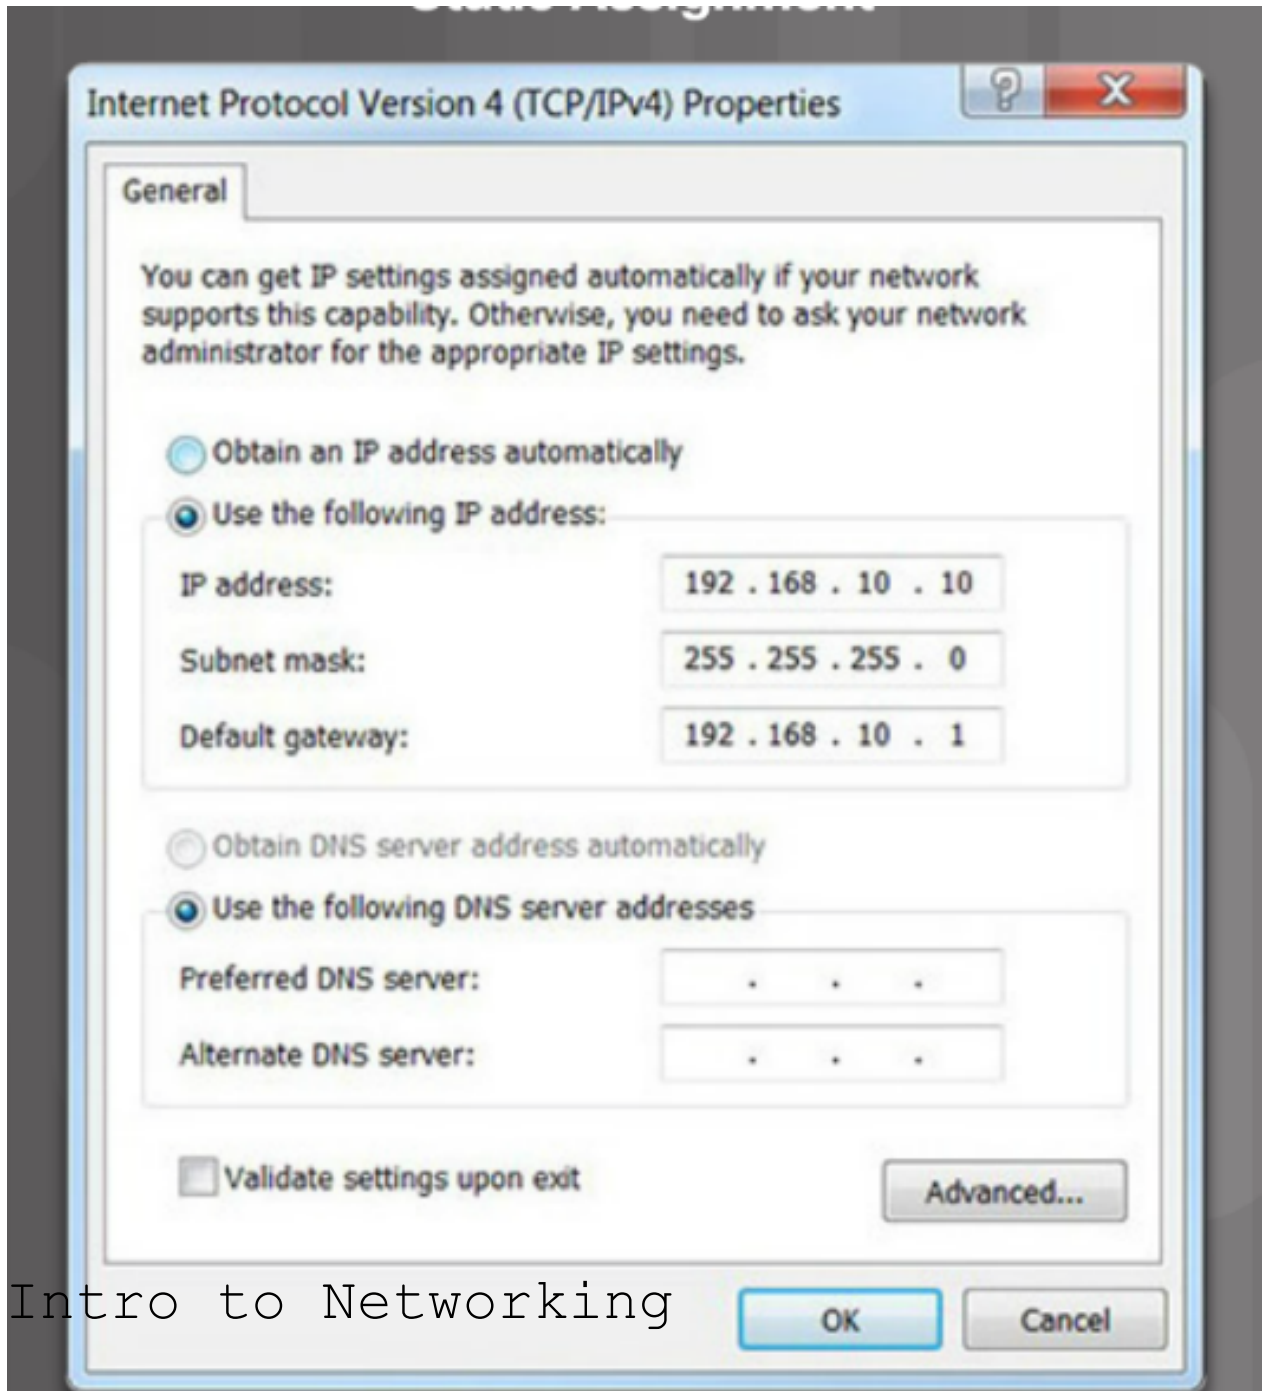 Internet Protocol Version 4 (TCP/IPv4) Properties
General
You can get IP settings assigned automatically if your network
supports this capability. Otherwise, you need to ask your network
administrator for the appropriate IP settings.
Obtain an IP address automatically
Use the following IP address:
IP address: 192 . 168 . 10 . 10
Subnet mask: 255 . 255 . 255 . 0
Default gateway: 192 . 168 . 10 . 1
Obtain DNS server address automatically
Use the following DNS server addresses
Preferred DNS server: . . .
Alternate DNS server: . . .
Validate settings upon exit
Advanced...
Intro to Networking
OK Cancel